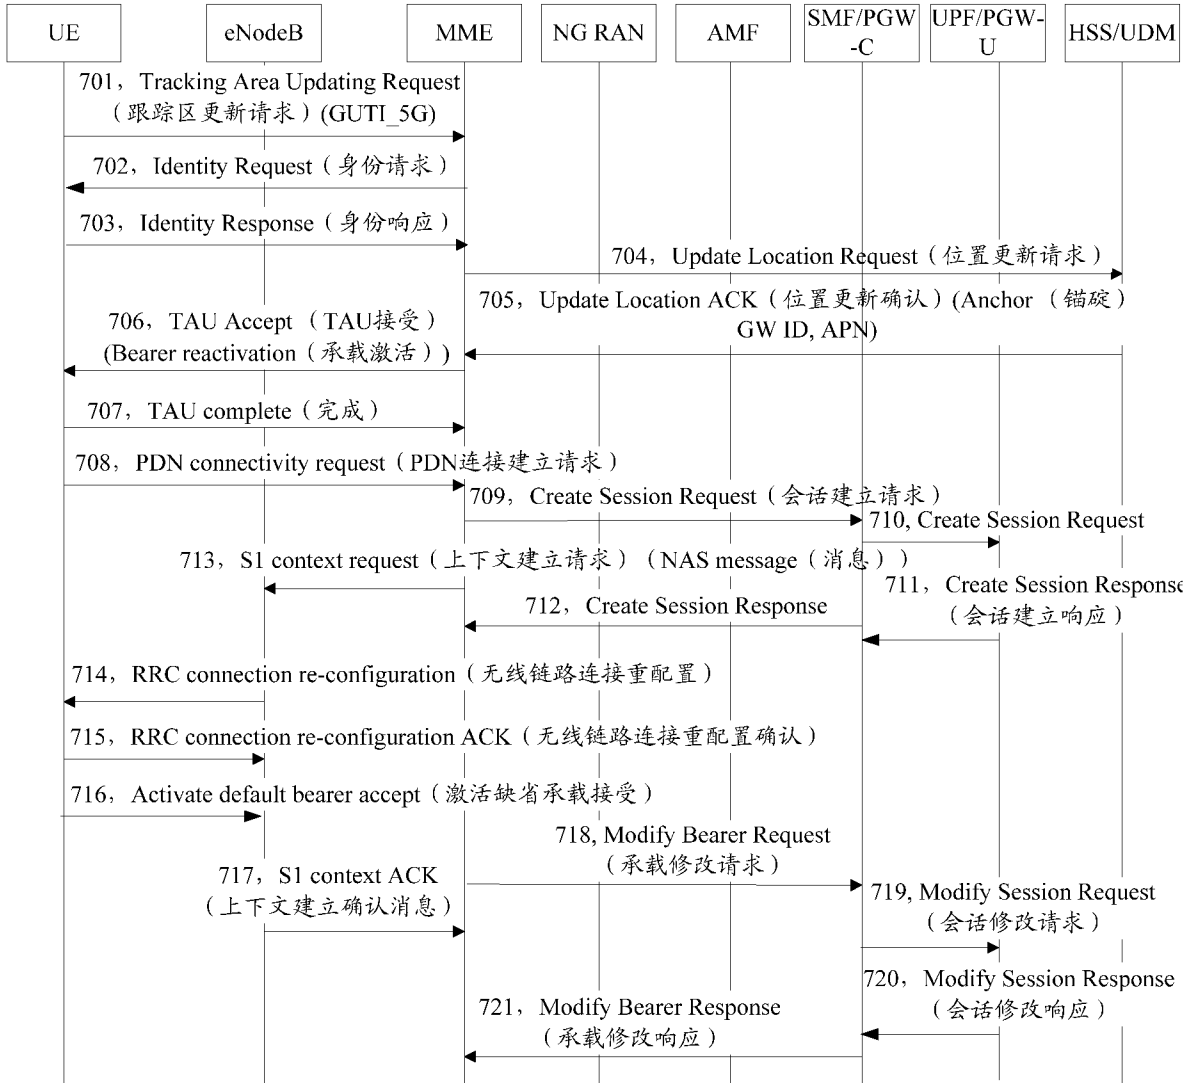 UE
eNodeB
MME
NG RAN
AMF
SMF/PGW
-C
UPF/PGW-
U
HSS/UDM
701，Tracking Area Updating Request
（跟踪区更新请求）(GUTI_5G)
702，Identity Request（身份请求）
703，Identity Response（身份响应）
704，Update Location Request（位置更新请求）
705，Update Location ACK（位置更新确认）(Anchor （锚碇）
GW ID, APN)
706，TAU Accept （TAU接受）
(Bearer reactivation（承载激活）)
707，TAU complete（完成）
708，PDN connectivity request（PDN连接建立请求）
709，Create Session Request（会话建立请求）
710, Create Session Request
713，S1 context request（上下文建立请求）（NAS message（消息））
711，Create Session Response
（会话建立响应）
712，Create Session Response
714，RRC connection re-configuration（无线链路连接重配置）
715，RRC connection re-configuration ACK（无线链路连接重配置确认）
716，Activate default bearer accept（激活缺省承载接受）
718, Modify Bearer Request
（承载修改请求）
717，S1 context ACK
（上下文建立确认消息）
719, Modify Session Request
（会话修改请求）
720，Modify Session Response
（会话修改响应）
721，Modify Bearer Response
（承载修改响应）